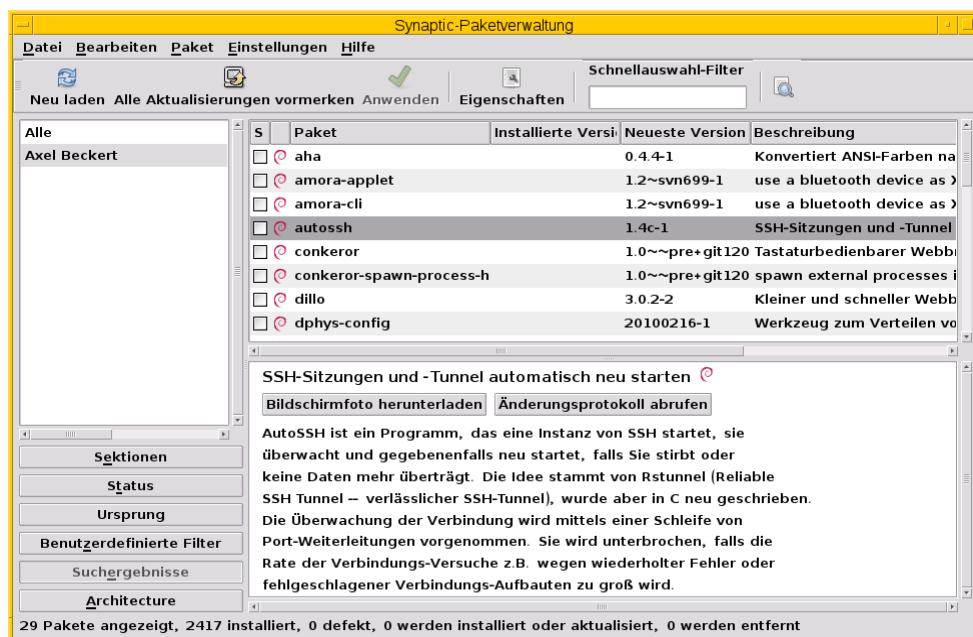 Synaptic-Paketverwaltung
Datei Bearbeiten Paket Einstellungen Hilfe
Neu laden Alle Aktualisierungen vormerken Anwenden Eigenschaften Schnellauswahl-Filter
Alle
Axel Beckert
S Paket Installierte Versi Neueste Version Beschreibung
aha 0.4.4-1 Konvertiert ANSI-Farben na
amora-applet 1.2~svn699-1 use a bluetooth device as X
amora-cli 1.2~svn699-1 use a bluetooth device as X
autossh 1.4c-1 SSH-Sitzungen und -Tunnel
conkeror 1.0~~pre+git120 Tastaturbedienbarer Webb
conkeror-spawn-process-h 1.0~~pre+git120 spawn external processes i
dillo 3.0.2-2 Kleiner und schneller Webb
dphys-config 20100216-1 Werkzeug zum Verteilen vo
SSH-Sitzungen und -Tunnel automatisch neu starten
Bildschirmfoto herunterladen Änderungsprotokoll abrufen
AutoSSH ist ein Programm, das eine Instanz von SSH startet, sie
überwacht und gegebenenfalls neu startet, falls Sie stirbt oder
keine Daten mehr überträgt. Die Idee stammt von Rstunnel (Reliable
SSH Tunnel -- verlässlicher SSH-Tunnel), wurde aber in C neu geschrieben.
Die Überwachung der Verbindung wird mittels einer Schleife von
Port-Weiterleitungen vorgenommen. Sie wird unterbrochen, falls die
Rate der Verbindungs-Versuche z.B. wegen wiederholter Fehler oder
fehlgeschlagener Verbindungs-Aufbauten zu groß wird.
Sektionen
Status
Ursprung
Benutzerdefinierte Filter
Suchergebnisse
Architecture
29 Pakete angezeigt, 2417 installiert, 0 defekt, 0 werden installiert oder aktualisiert, 0 werden entfernt